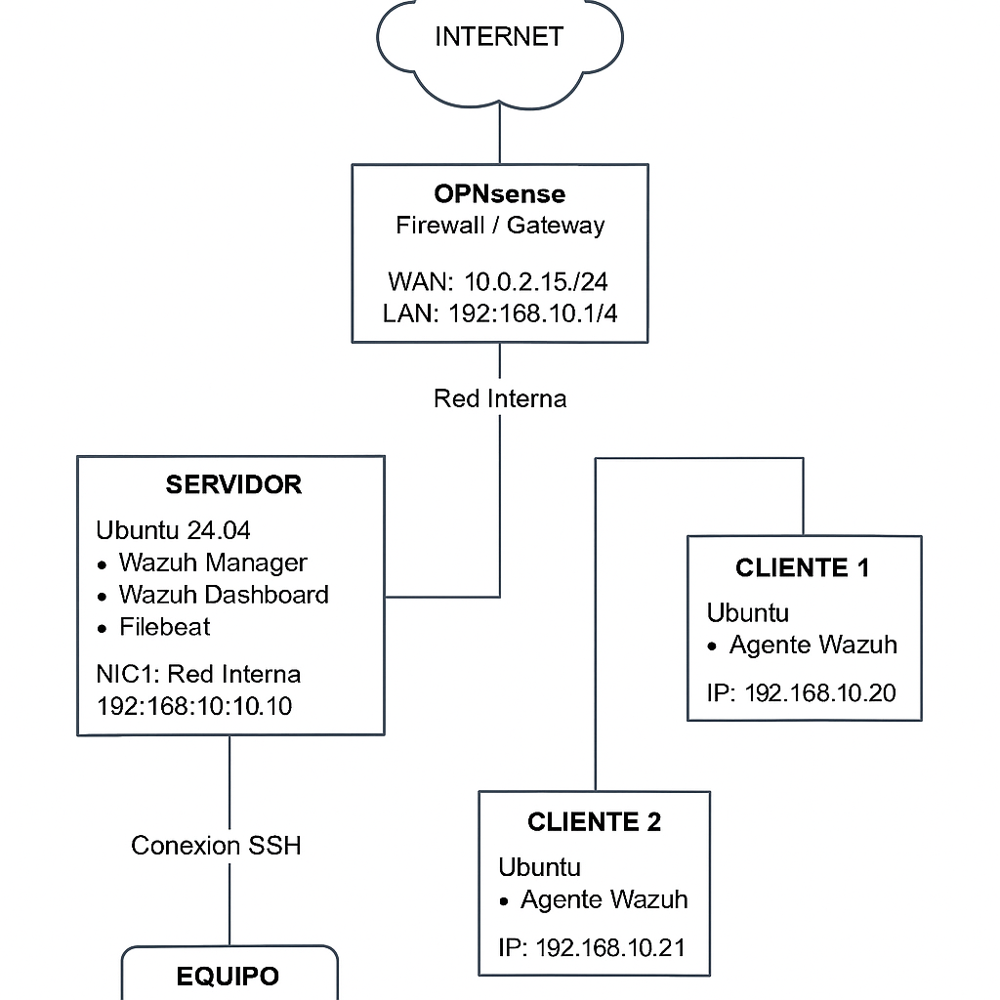 INTERNET
OPNsense
Firewall / Gateway
WAN: 10.0.2.15./24
LAN: 192:168.10.1/4
Red Interna
SERVIDOR
Ubuntu 24.04
• Wazuh Manager
• Wazuh Dashboard
• Filebeat
NIC1: Red Interna
192:168:10:10.10
CLIENTE 1
Ubuntu
• Agente Wazuh
IP: 192.168.10.20
Conexion SSH
CLIENTE 2
Ubuntu
• Agente Wazuh
IP: 192.168.10.21
EQUIPO